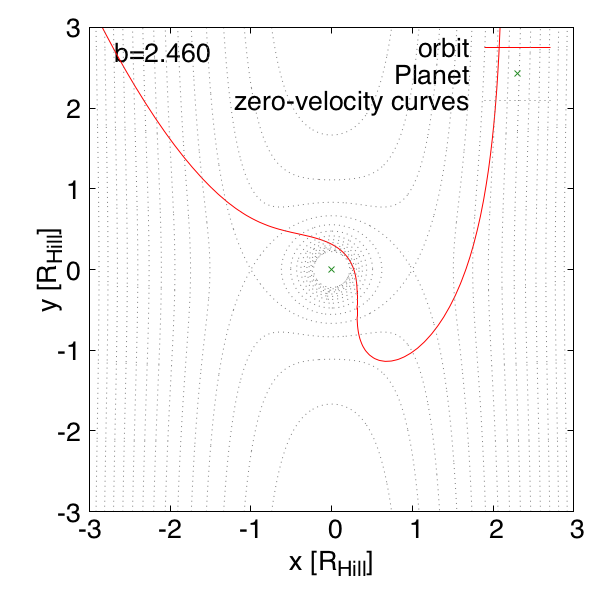 b=2.460
orbit
Planet
zero-velocity curves
3
2
1
0
-1
-2
-3
y [R_Hill]
-3 -2 -1 0 1 2 3
x [R_Hill]